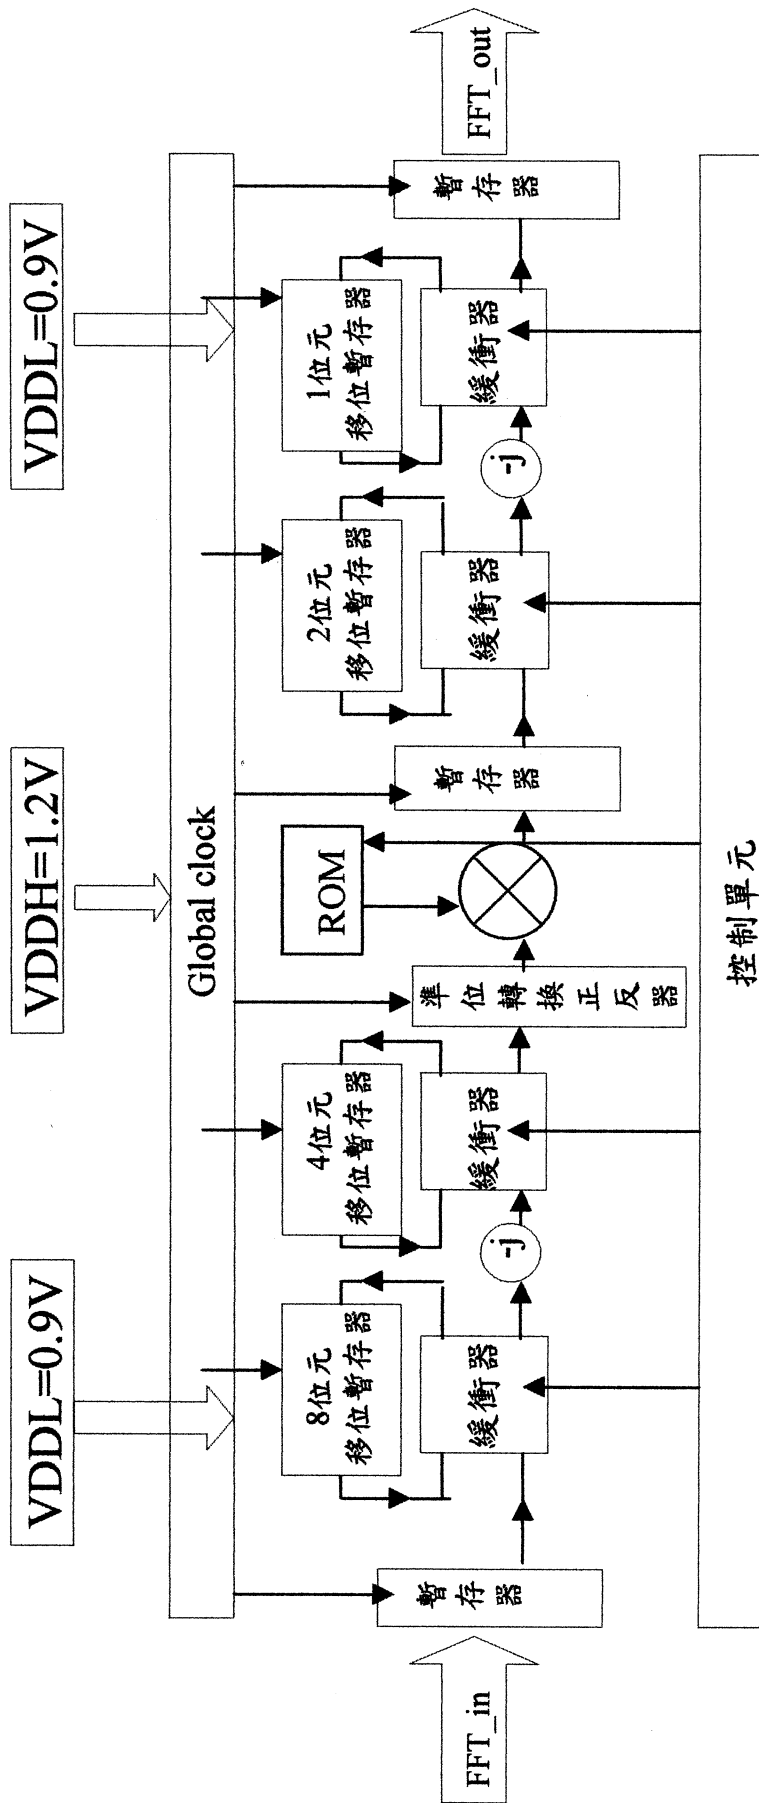 VDDL=0.9V
VDDH=1.2V
VDDL=0.9V
Global clock
8位元
移位暫存器
4位元
移位暫存器
ROM
2位元
移位暫存器
1位元
移位暫存器
FFT_in
暫存器
緩衝器
-j
緩衝器
準位轉換正反器
暫存器
緩衝器
-j
緩衝器
暫存器
FFT_out
控制單元